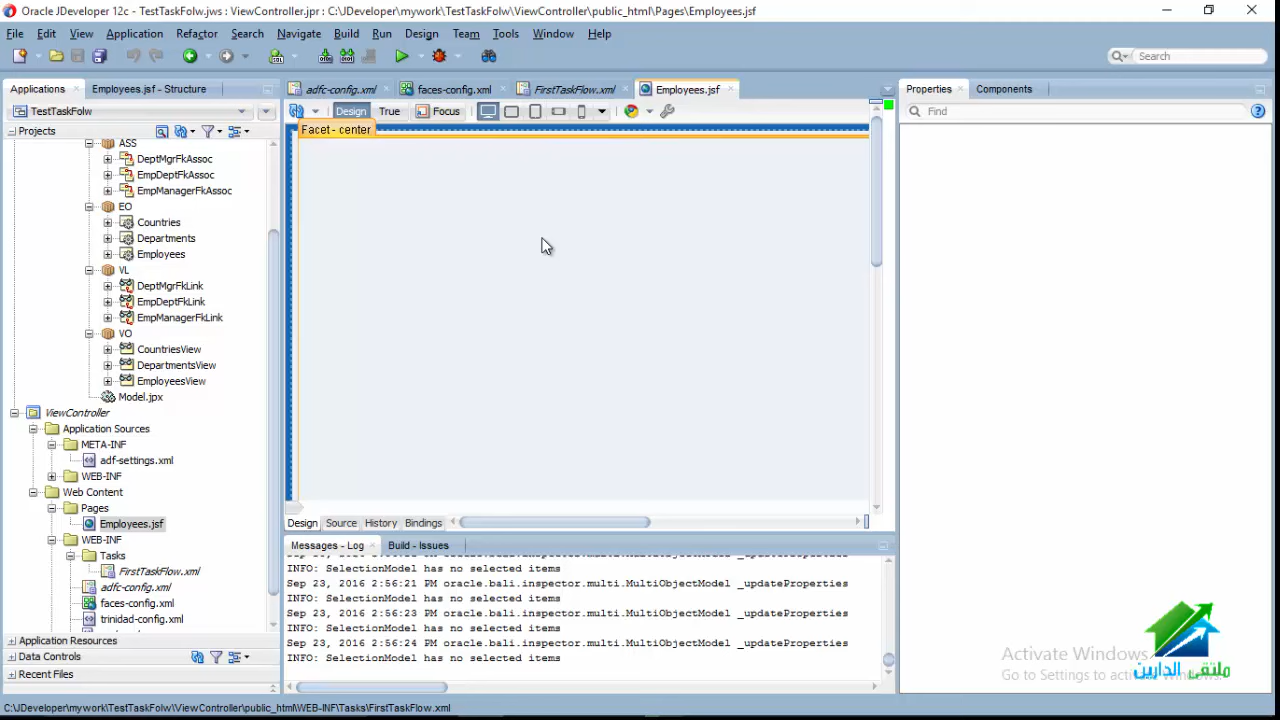 Oracle JDeveloper 12c - TestTaskFolw.jws : ViewController.jpr : C:\JDeveloper\mywork\TestTaskFolw\ViewController\public_html\Pages\Employees.jsf
File Edit View Application Refactor Search Navigate Build Run Design Team Tools Window Help
Search
Applications Employees.jsf - Structure
adfc-config.xml faces-config.xml FirstTaskFlow.xml Employees.jsf
Properties Components
TestTaskFolw
Design True Focus
Find
Projects
Facet - center
ASS
DeptMgrFkAssoc
EmpDeptFkAssoc
EmpManagerFkAssoc
EO
Countries
Departments
Employees
VL
DeptMgrFkLink
EmpDeptFkLink
EmpManagerFkLink
VO
CountriesView
DepartmentsView
EmployeesView
Model.jpx
ViewController
Application Sources
META-INF
adf-settings.xml
WEB-INF
Web Content
Pages
Employees.jsf
WEB-INF
Tasks
FirstTaskFlow.xml
adfc-config.xml
faces-config.xml
trinidad-config.xml
Application Resources
Data Controls
Recent Files
Design Source History Bindings
Messages - Log Build - Issues
INFO: SelectionModel has no selected items
Sep 23, 2016 2:56:21 PM oracle.bali.inspector.multi.MultiObjectModel _updateProperties
INFO: SelectionModel has no selected items
Sep 23, 2016 2:56:23 PM oracle.bali.inspector.multi.MultiObjectModel _updateProperties
INFO: SelectionModel has no selected items
Sep 23, 2016 2:56:24 PM oracle.bali.inspector.multi.MultiObjectModel _updateProperties
INFO: SelectionModel has no selected items
Activate Windows
Go to Settings to
ملتقى الدارين
C:\JDeveloper\mywork\TestTaskFolw\ViewController\public_html\WEB-INF\Tasks\FirstTaskFlow.xml